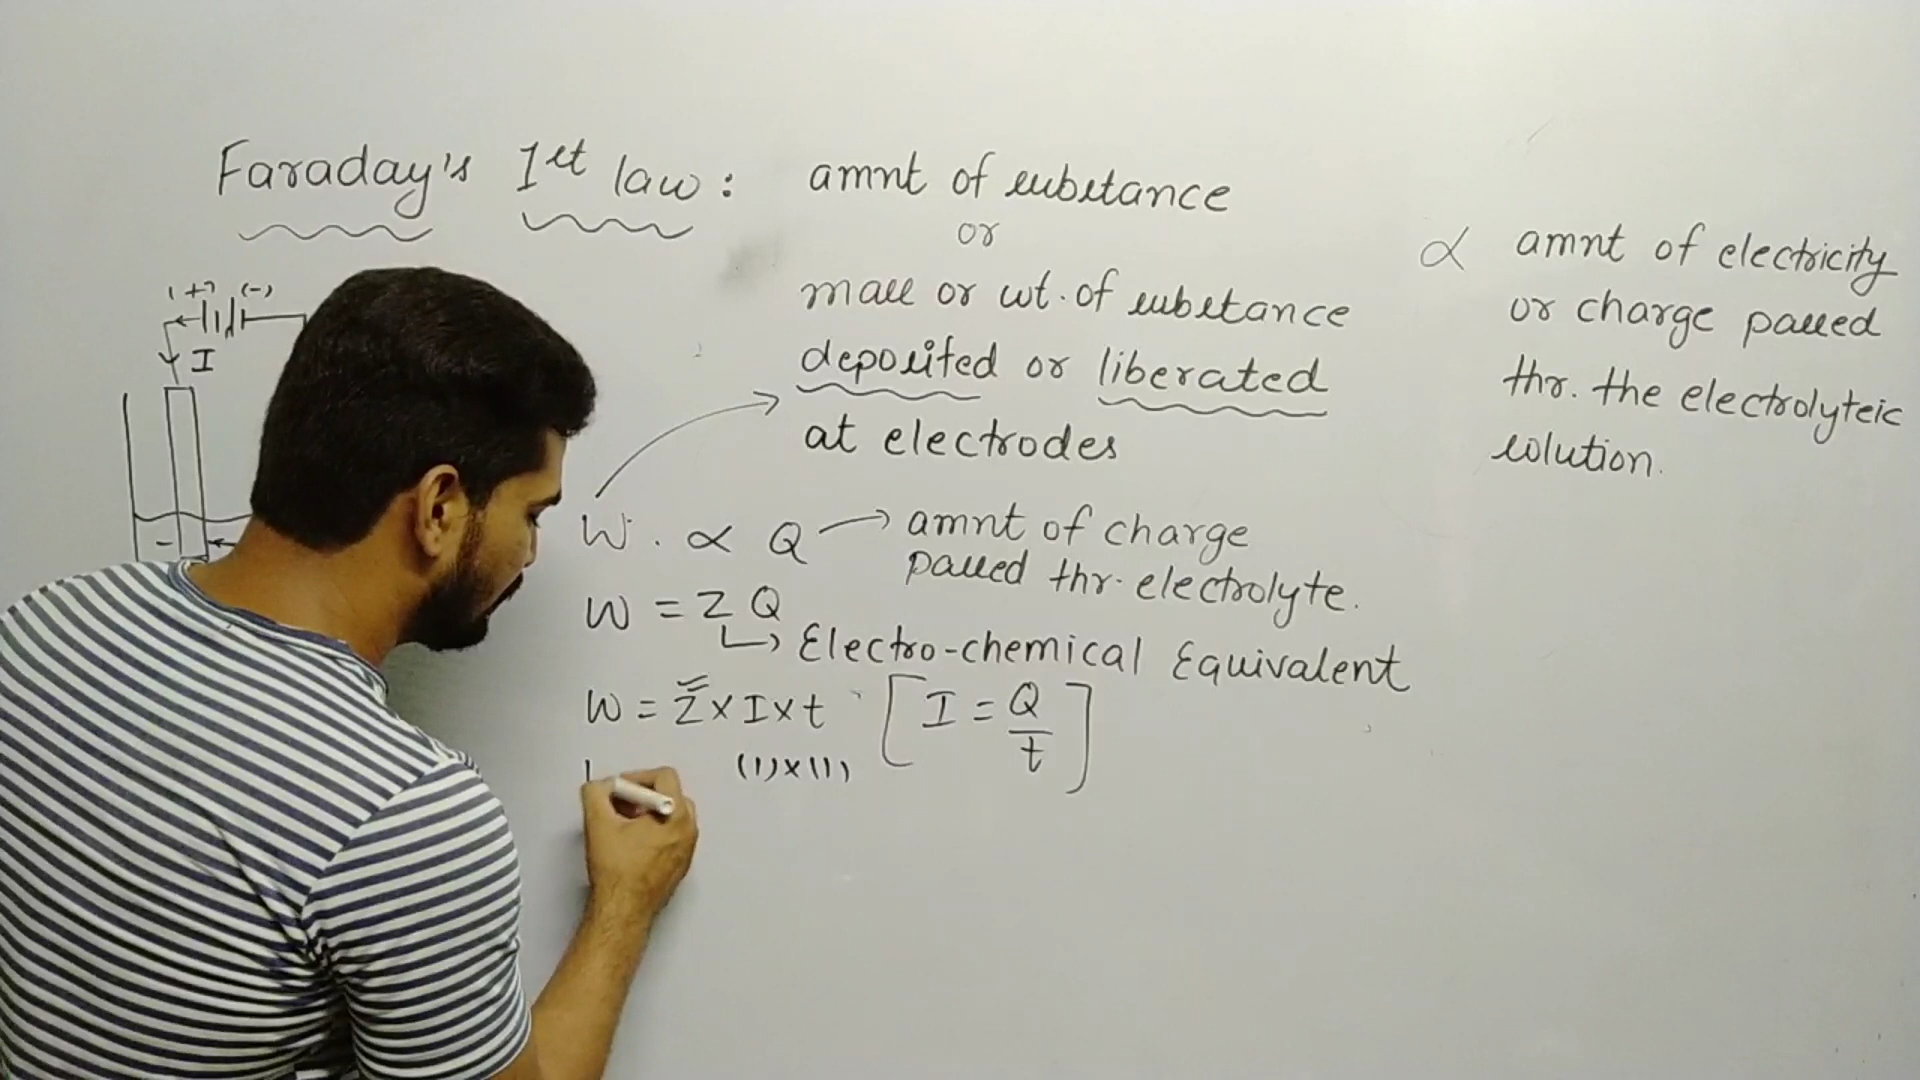 Faraday's 1st law : amnt of substance
or
mass or wt. of substance
deposited or liberated
at electrodes
∝ amnt of electricity
or charge passed
thr. the electrolyteic
solution.
(+) (-)
I
-
W ∝ Q → amnt of charge
passed thr. electrolyte.
W = Z Q
↳ Electro-chemical Equivalent
W = Z × I × t [ I = Q/t ]
(1)×(1)